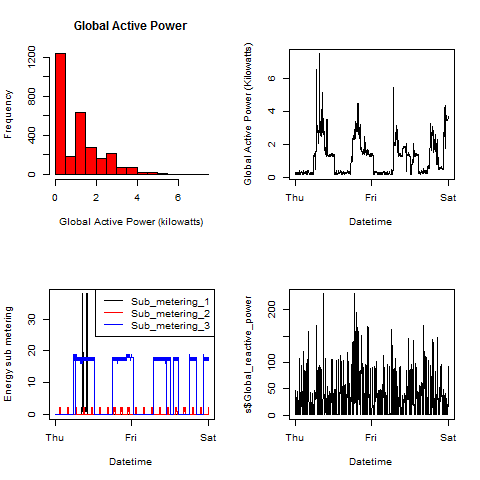 Global Active Power
Frequency
0 400 800 1200
0 2 4 6
Global Active Power (kilowatts)
Global Active Power (Kilowatts)
0 2 4 6
Thu Fri Sat
Datetime
Energy sub metering
0 10 20 30
Sub_metering_1
Sub_metering_2
Sub_metering_3
Thu Fri Sat
Datetime
s$Global_reactive_power
0 50 100 200
Thu Fri Sat
Datetime